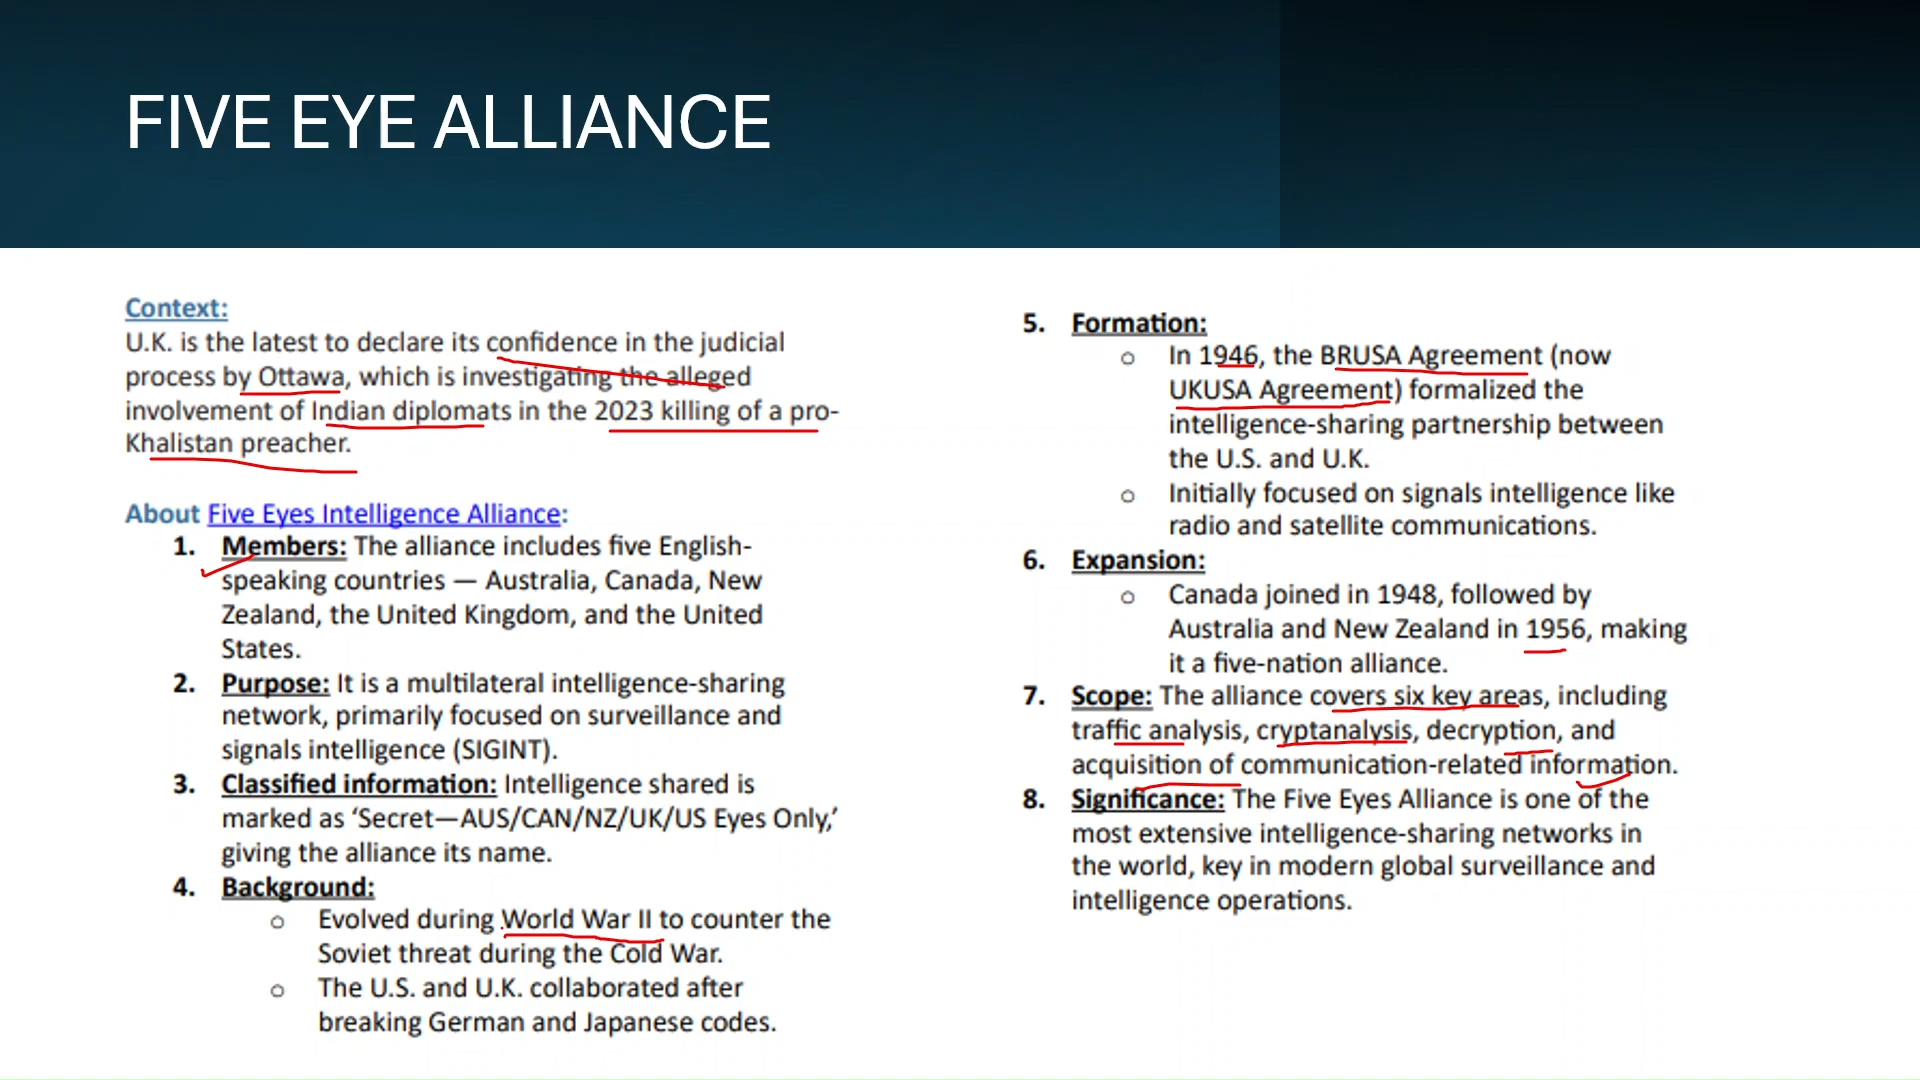 FIVE EYE ALLIANCE
Context:
U.K. is the latest to declare its confidence in the judicial
process by Ottawa, which is investigating the alleged
involvement of Indian diplomats in the 2023 killing of a pro-
Khalistan preacher.
About Five Eyes Intelligence Alliance:
1. Members: The alliance includes five English-
speaking countries — Australia, Canada, New
Zealand, the United Kingdom, and the United
States.
2. Purpose: It is a multilateral intelligence-sharing
network, primarily focused on surveillance and
signals intelligence (SIGINT).
3. Classified information: Intelligence shared is
marked as ‘Secret—AUS/CAN/NZ/UK/US Eyes Only,’
giving the alliance its name.
4. Background:
○ Evolved during World War II to counter the
Soviet threat during the Cold War.
○ The U.S. and U.K. collaborated after
breaking German and Japanese codes.
5. Formation:
○ In 1946, the BRUSA Agreement (now
UKUSA Agreement) formalized the
intelligence-sharing partnership between
the U.S. and U.K.
○ Initially focused on signals intelligence like
radio and satellite communications.
6. Expansion:
○ Canada joined in 1948, followed by
Australia and New Zealand in 1956, making
it a five-nation alliance.
7. Scope: The alliance covers six key areas, including
traffic analysis, cryptanalysis, decryption, and
acquisition of communication-related information.
8. Significance: The Five Eyes Alliance is one of the
most extensive intelligence-sharing networks in
the world, key in modern global surveillance and
intelligence operations.